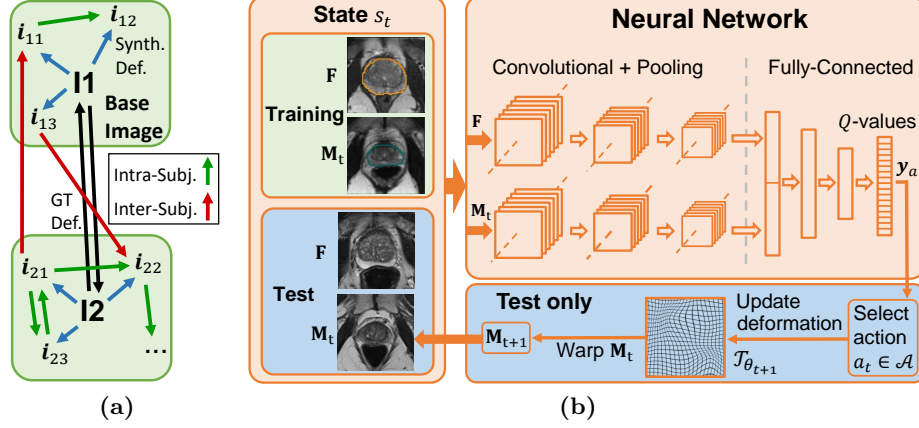 i₁₁
i₁₂
Synth.
Def.
I1
i₁₃
Base
Image
Intra-Subj.
Inter-Subj.
GT
Def.
i₂₁
i₂₂
I2
i₂₃
...
(a)
State sₜ
F
Training
Mₜ
F
Test
Mₜ
Neural Network
Convolutional + Pooling
Fully-Connected
F
Mₜ
Q-values
yₐ
Test only
Select
action
aₜ ∈ 𝒜
Update
deformation
𝒯_θₜ₊₁
Mₜ₊₁
Warp Mₜ
(b)